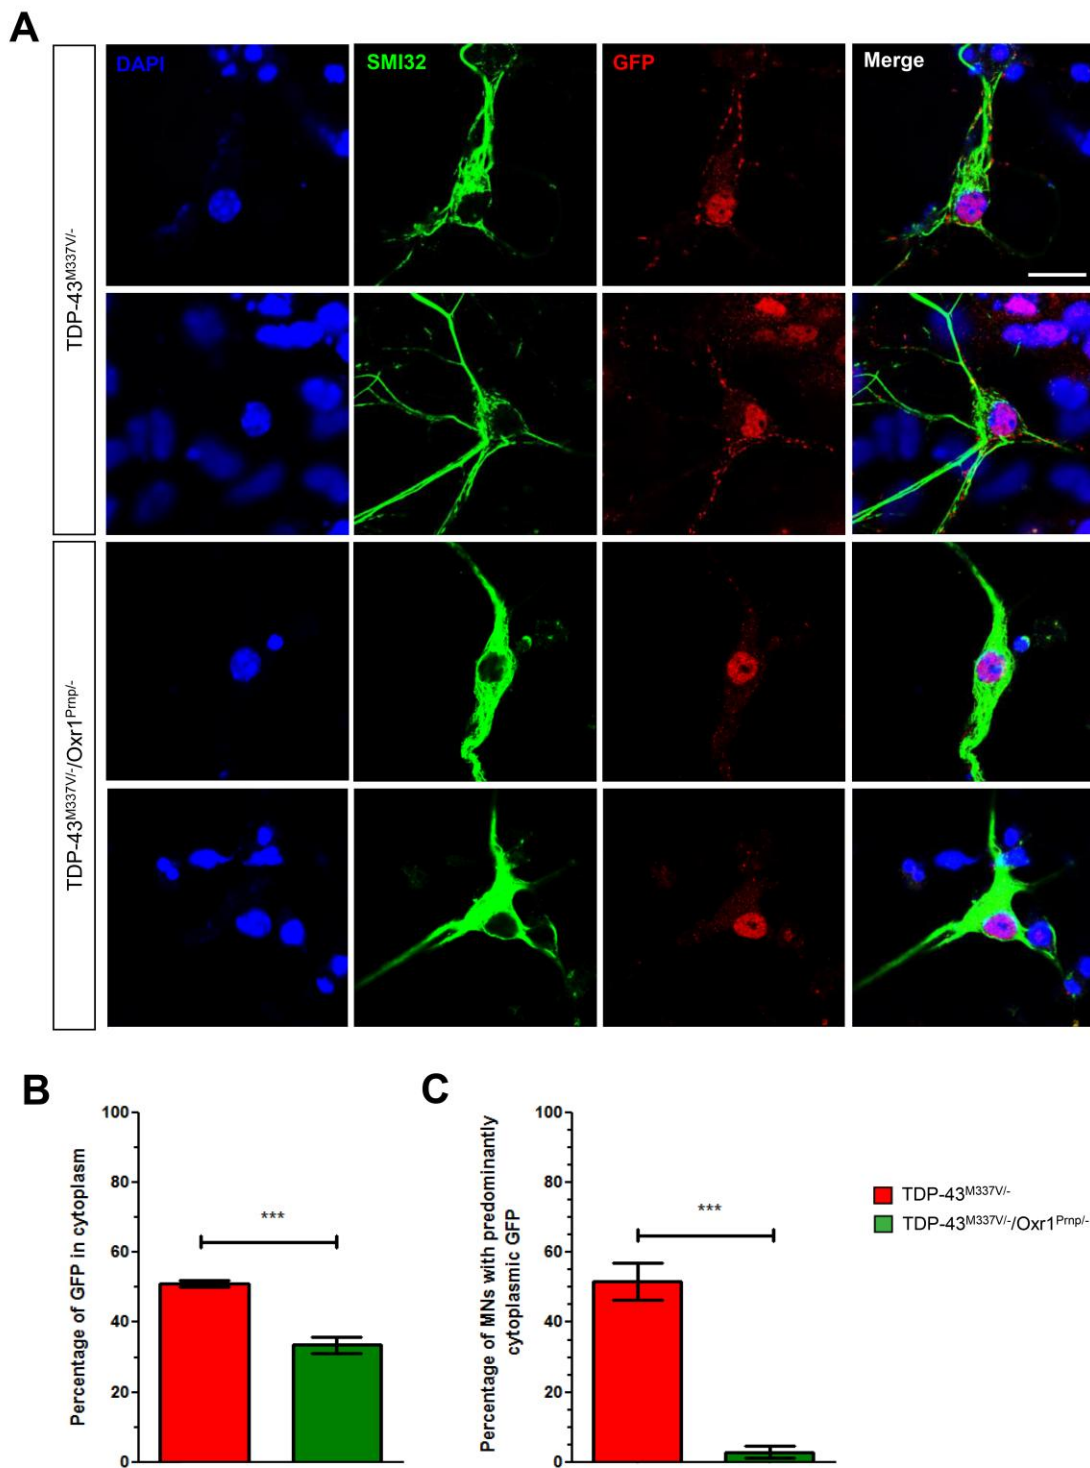 A
DAPI
SMI32
GFP
Merge
TDP-43M337V/-
TDP-43M337V/-/Oxr1Prnp/-
B
C
Percentage of GFP in cytoplasm
100
80
60
40
20
0
***
Percentage of MNs with predominantly
cytoplasmic GFP
100
80
60
40
20
0
***
TDP-43M337V/-
TDP-43M337V/-/Oxr1Prnp/-